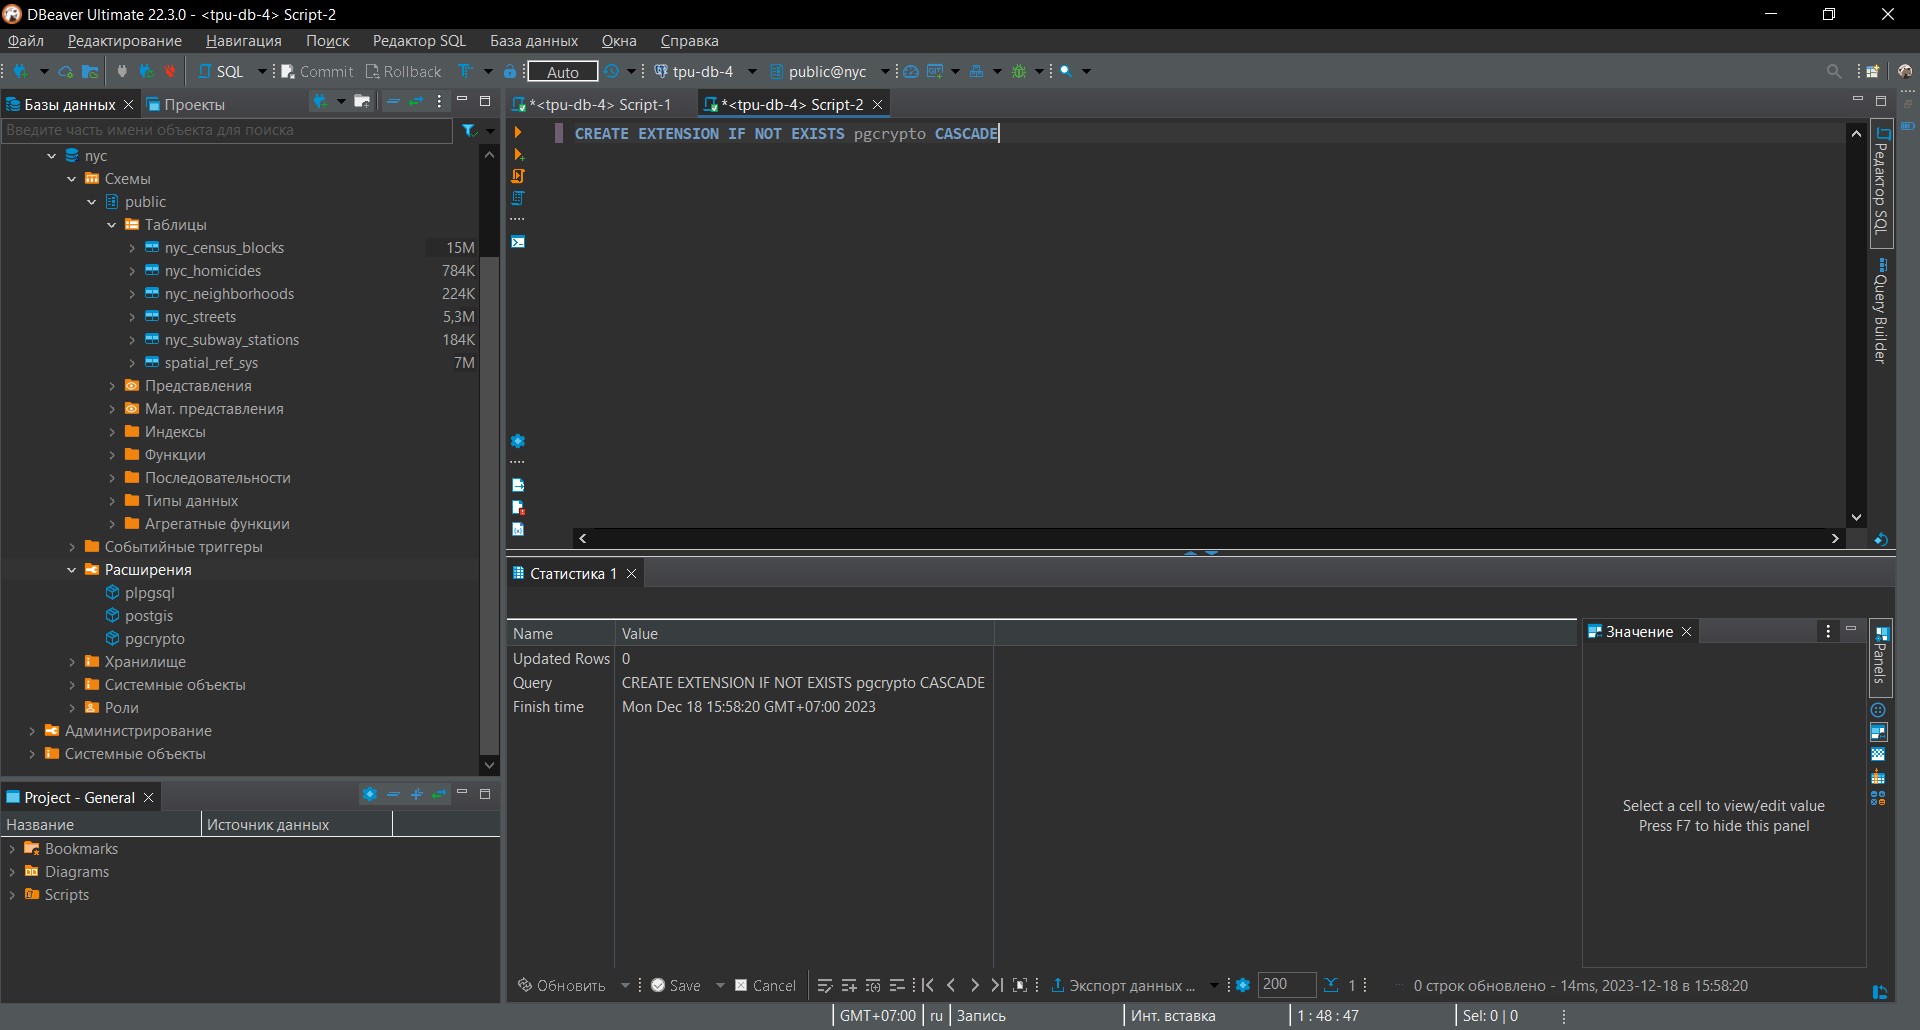 DBeaver Ultimate 22.3.0 - <tpu-db-4> Script-2
Файл Редактирование Навигация Поиск Редактор SQL База данных Окна Справка
SQL Commit Rollback Auto tpu-db-4 public@nyc
Базы данных Проекты
Введите часть имени объекта для поиска
nyc
Схемы
public
Таблицы
nyc_census_blocks 15M
nyc_homicides 784K
nyc_neighborhoods 224K
nyc_streets 5,3M
nyc_subway_stations 184K
spatial_ref_sys 7M
Представления
Мат. представления
Индексы
Функции
Последовательности
Типы данных
Агрегатные функции
Событийные триггеры
Расширения
plpgsql
postgis
pgcrypto
Хранилище
Системные объекты
Роли
Администрирование
Системные объекты
Project - General
Название Источник данных
Bookmarks
Diagrams
Scripts
*<tpu-db-4> Script-1 *<tpu-db-4> Script-2
CREATE EXTENSION IF NOT EXISTS pgcrypto CASCADE
Редактор SQL
Query Builder
Статистика 1
Name Value
Updated Rows 0
Query CREATE EXTENSION IF NOT EXISTS pgcrypto CASCADE
Finish time Mon Dec 18 15:58:20 GMT+07:00 2023
Значение
Select a cell to view/edit value
Press F7 to hide this panel
Panels
Обновить Save Cancel Экспорт данных ... 200 1 0 строк обновлено - 14ms, 2023-12-18 в 15:58:20
GMT+07:00 ru Запись Инт. вставка 1 : 48 : 47 Sel: 0 | 0